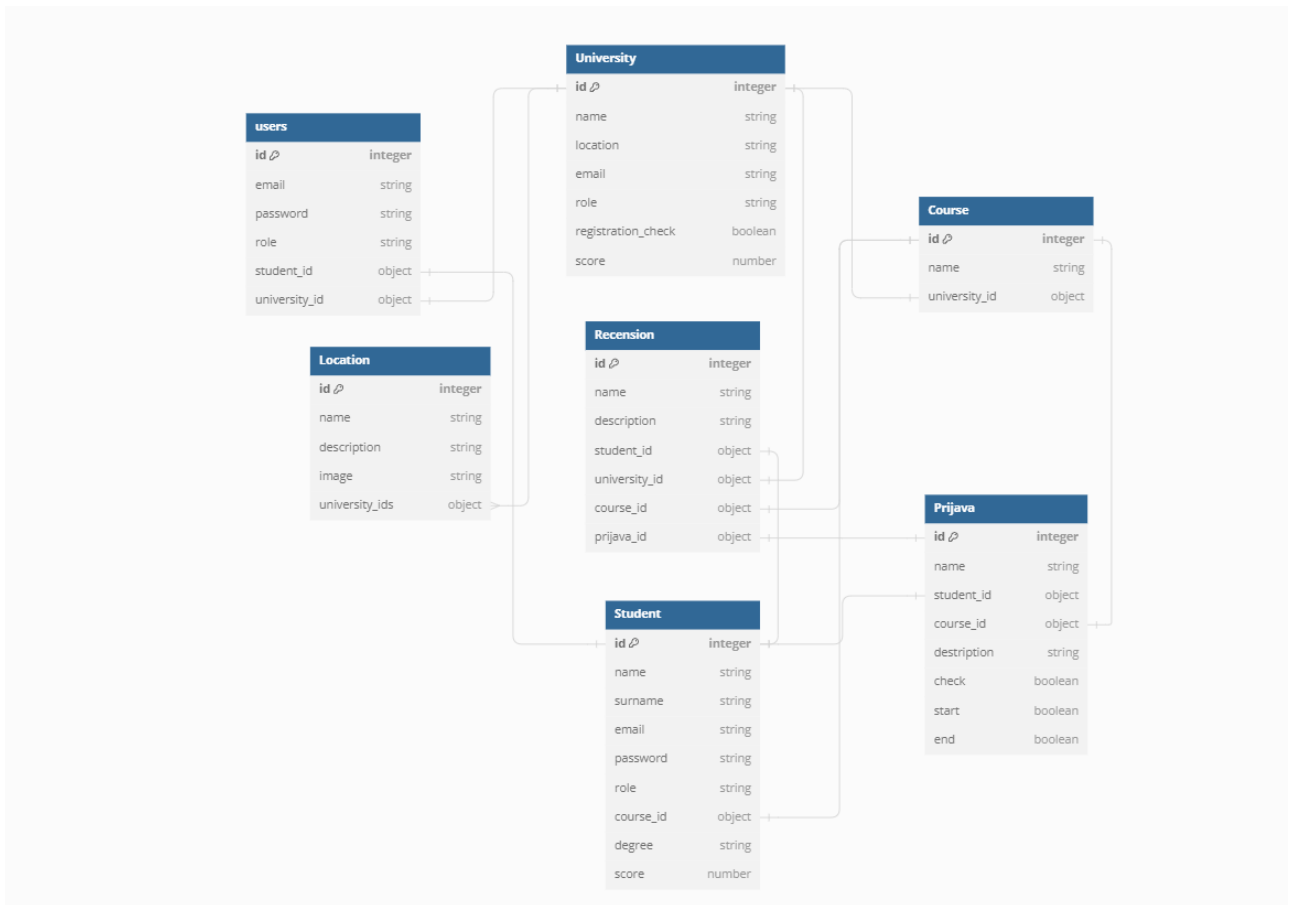 University
id integer
name string
location string
email string
role string
registration_check boolean
score number
users
id integer
email string
password string
role string
student_id object
university_id object
Course
id integer
name string
university_id object
Location
id integer
name string
description string
image string
university_ids object
Recension
id integer
name string
description string
student_id object
university_id object
course_id object
prijava_id object
Prijava
id integer
name string
student_id object
course_id object
destription string
check boolean
start boolean
end boolean
Student
id integer
name string
surname string
email string
password string
role string
course_id object
degree string
score number